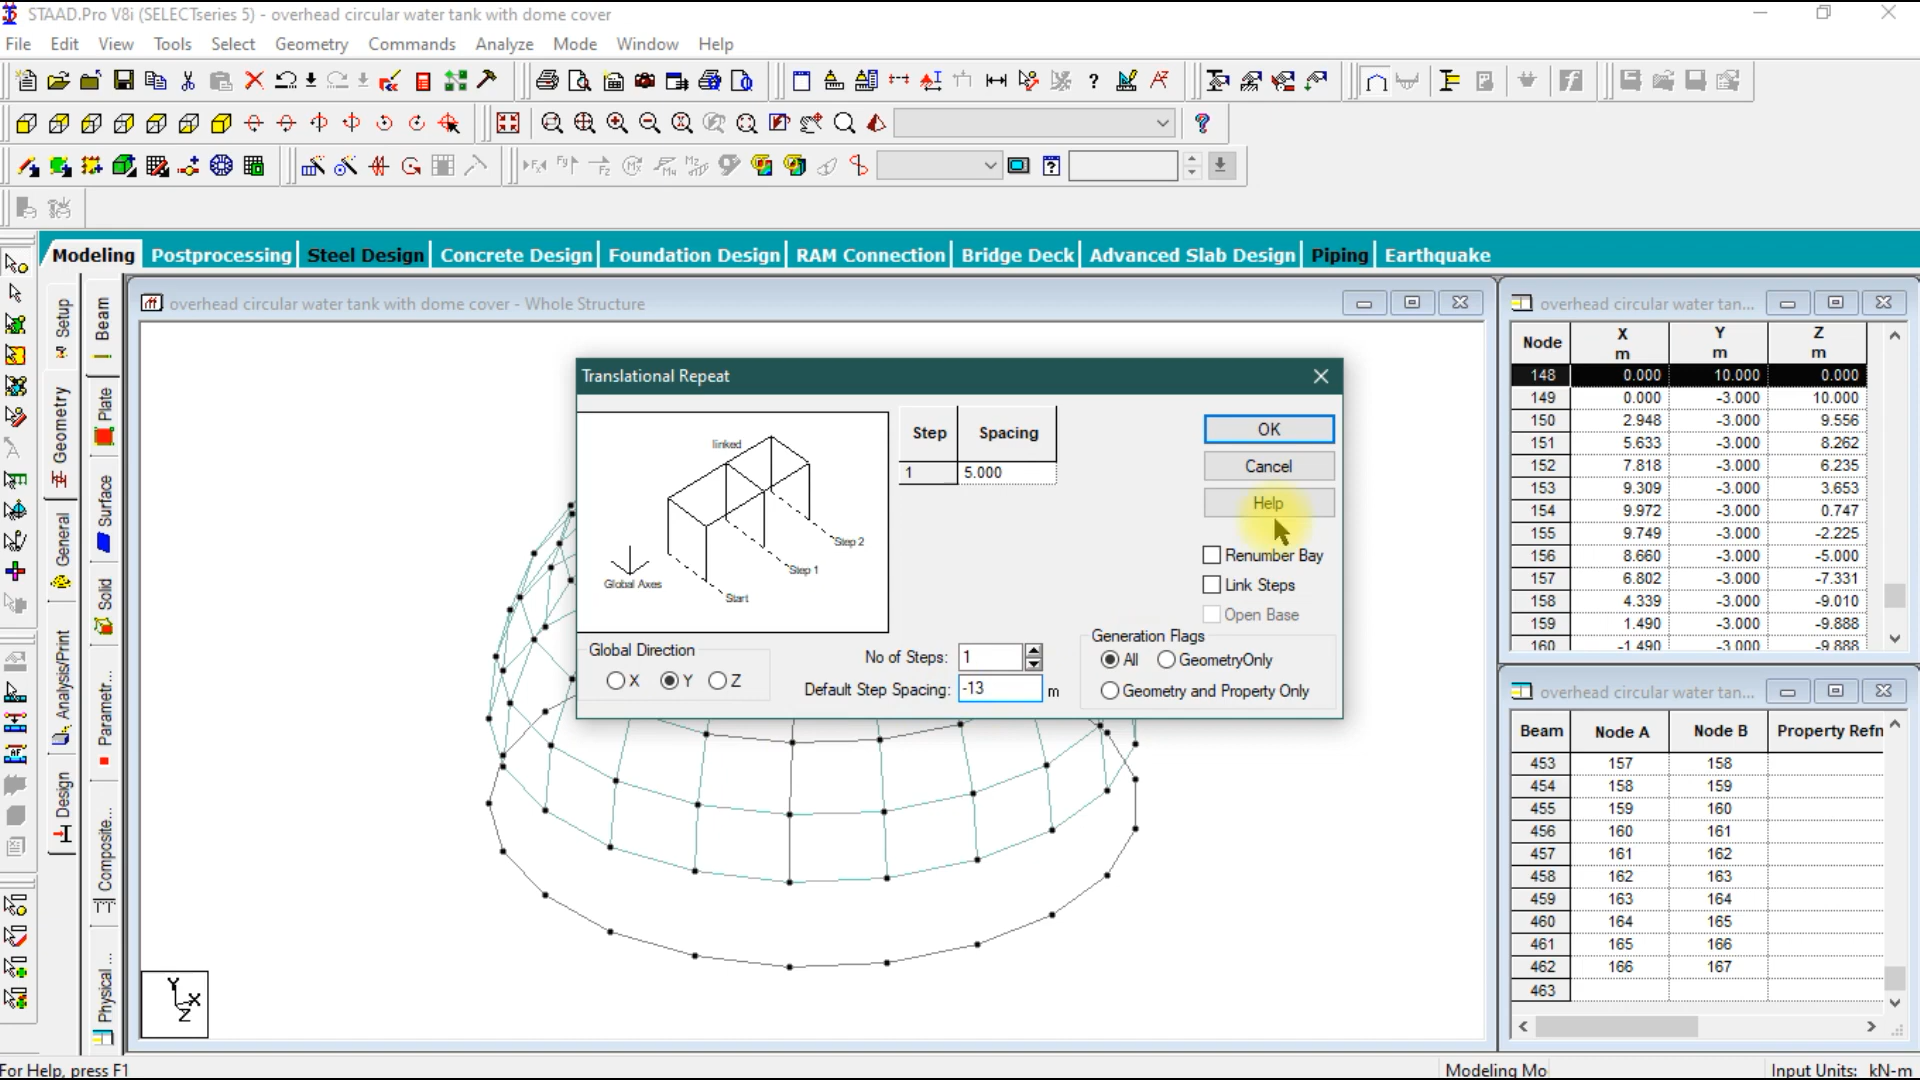 STAAD.Pro V8i (SELECTseries 5) - overhead circular water tank with dome cover
File Edit View Tools Select Geometry Commands Analyze Mode Window Help
Modeling Postprocessing Steel Design Concrete Design Foundation Design RAM Connection Bridge Deck Advanced Slab Design Piping Earthquake
Setup
Geometry
General
Analysis/Print
Design
Beam
Plate
Surface
Solid
Parametr...
Composite...
Physical ...
overhead circular water tank with dome cover - Whole Structure
Translational Repeat
linked
Step 2
Step 1
Start
Global Axes
Step Spacing
1 5.000
OK
Cancel
Help
Renumber Bay
Link Steps
Open Base
Global Direction
X Y Z
No of Steps: 1
Default Step Spacing: -13 m
Generation Flags
All GeometryOnly
Geometry and Property Only
Y
X
Z
overhead circular water tan...
Node X m Y m Z m
148 0.000 10.000 0.000
149 0.000 -3.000 10.000
150 2.948 -3.000 9.556
151 5.633 -3.000 8.262
152 7.818 -3.000 6.235
153 9.309 -3.000 3.653
154 9.972 -3.000 0.747
155 9.749 -3.000 -2.225
156 8.660 -3.000 -5.000
157 6.802 -3.000 -7.331
158 4.339 -3.000 -9.010
159 1.490 -3.000 -9.888
160 -1.490 -3.000 -9.888
overhead circular water tan...
Beam Node A Node B Property Refn
453 157 158
454 158 159
455 159 160
456 160 161
457 161 162
458 162 163
459 163 164
460 164 165
461 165 166
462 166 167
463
For Help, press F1
Modeling Mo
Input Units: kN-m